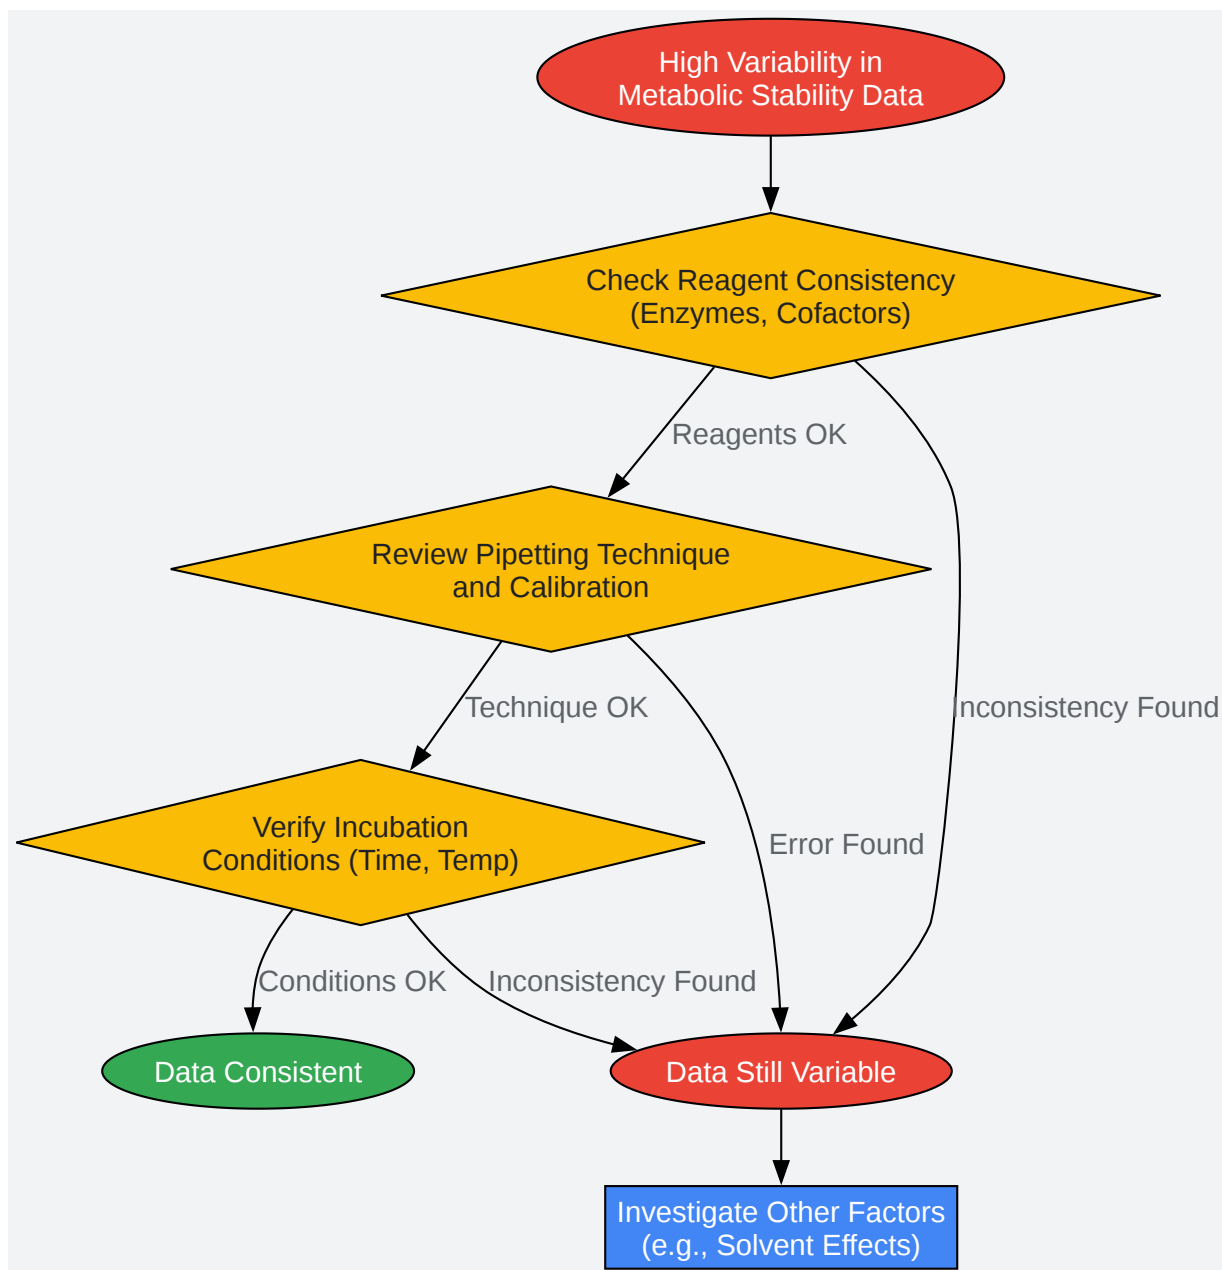 High Variability in
Metabolic Stability Data
Check Reagent Consistency
(Enzymes, Cofactors)
Reagents OK
Review Pipetting Technique
and Calibration
Technique OK
Inconsistency Found
Verify Incubation
Conditions (Time, Temp)
Error Found
Conditions OK
Inconsistency Found
Data Consistent
Data Still Variable
Investigate Other Factors
(e.g., Solvent Effects)